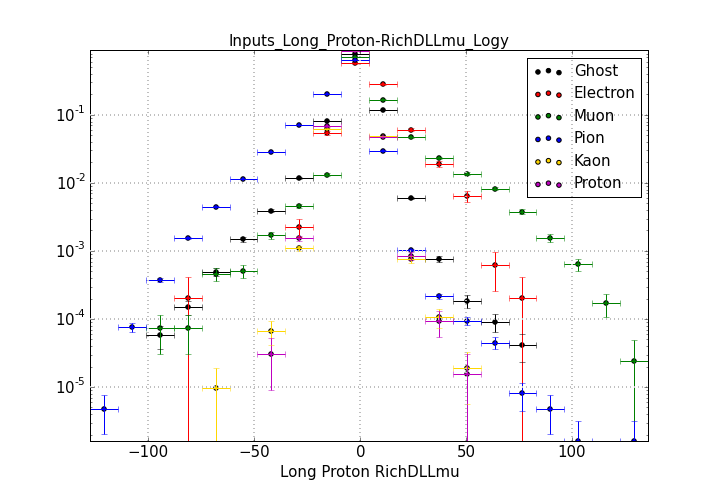 Inputs_Long_Proton-RichDLLmu_Logy
Ghost
Electron
Muon
Pion
Kaon
Proton
10^-1
10^-2
10^-3
10^-4
10^-5
−100 −50 0 50 100
Long Proton RichDLLmu